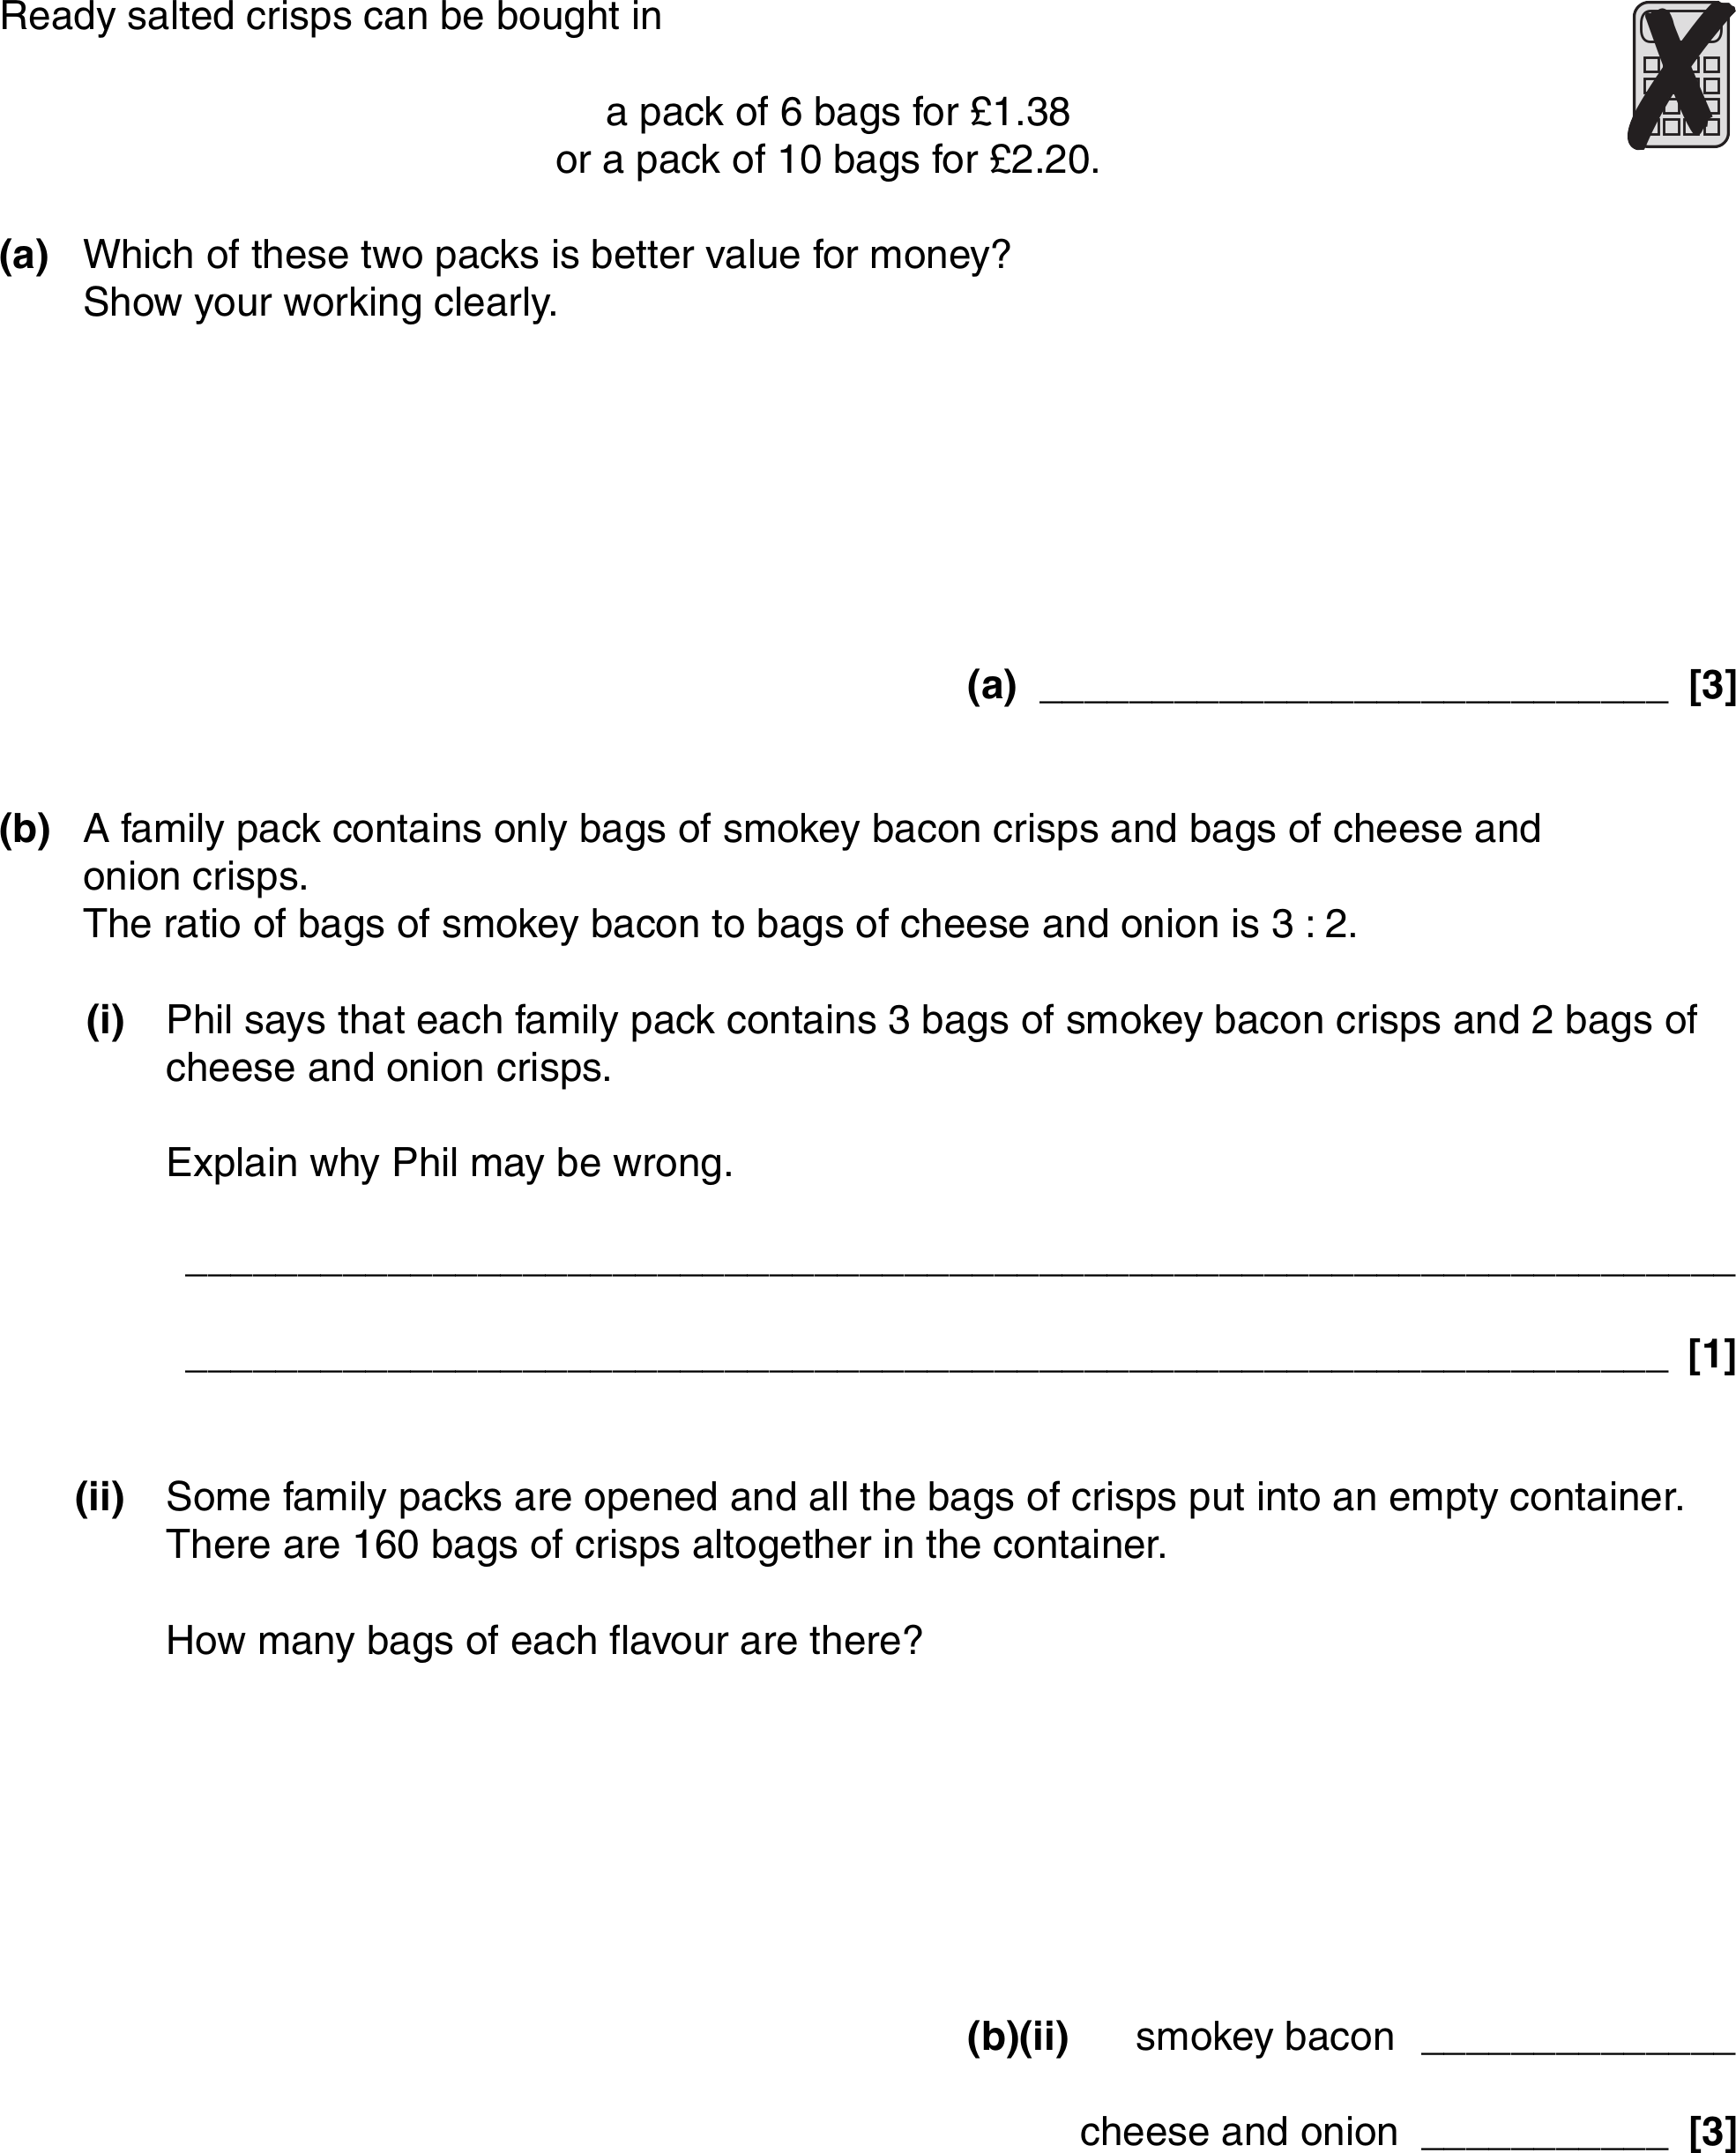 Ready salted crisps can be bought in
a pack of 6 bags for £1.38
or a pack of 10 bags for £2.20.
(a) Which of these two packs is better value for money?
Show your working clearly.
(a) ____________________________ [3]
(b) A family pack contains only bags of smokey bacon crisps and bags of cheese and
onion crisps.
The ratio of bags of smokey bacon to bags of cheese and onion is 3 : 2.
(i) Phil says that each family pack contains 3 bags of smokey bacon crisps and 2 bags of
cheese and onion crisps.
Explain why Phil may be wrong.
_____________________________________________________________________
__________________________________________________________________ [1]
(ii) Some family packs are opened and all the bags of crisps put into an empty container.
There are 160 bags of crisps altogether in the container.
How many bags of each flavour are there?
(b)(ii) smokey bacon ______________
cheese and onion ___________ [3]